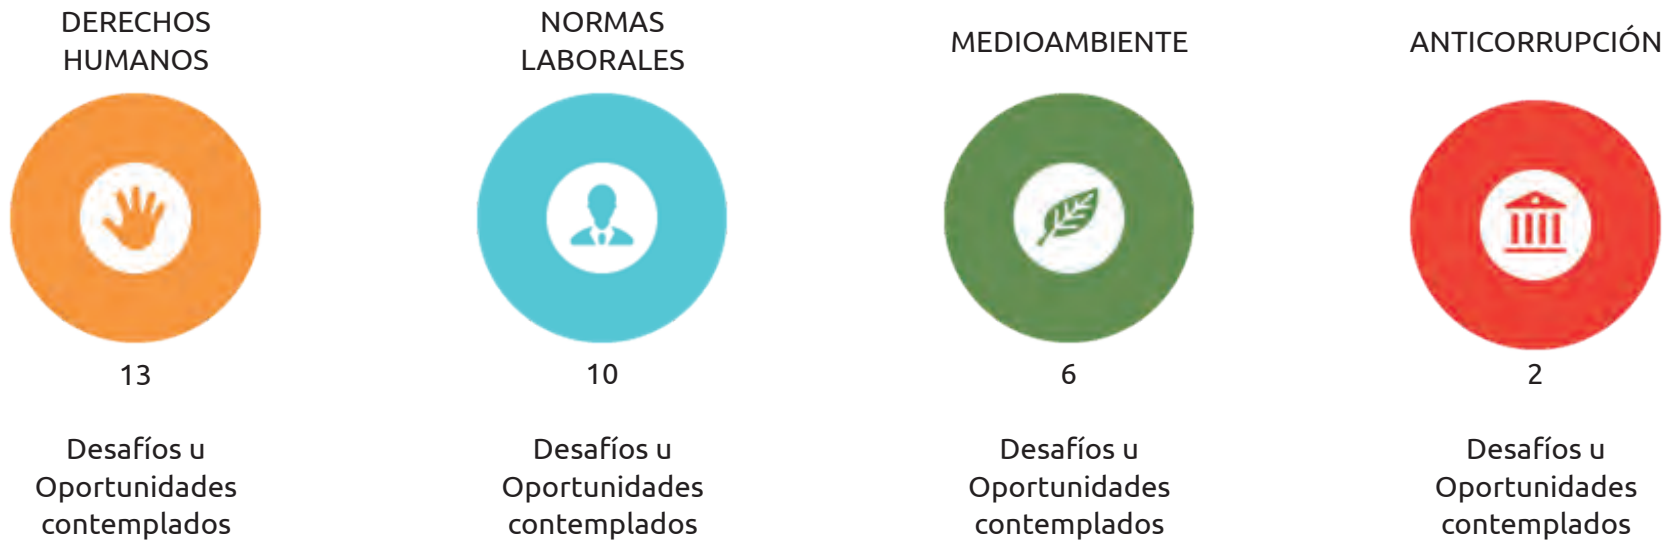 DERECHOS
HUMANOS
13
Desafíos u
Oportunidades
contemplados
NORMAS
LABORALES
10
Desafíos u
Oportunidades
contemplados
MEDIOAMBIENTE
6
Desafíos u
Oportunidades
contemplados
ANTICORRUPCIÓN
2
Desafíos u
Oportunidades
contemplados